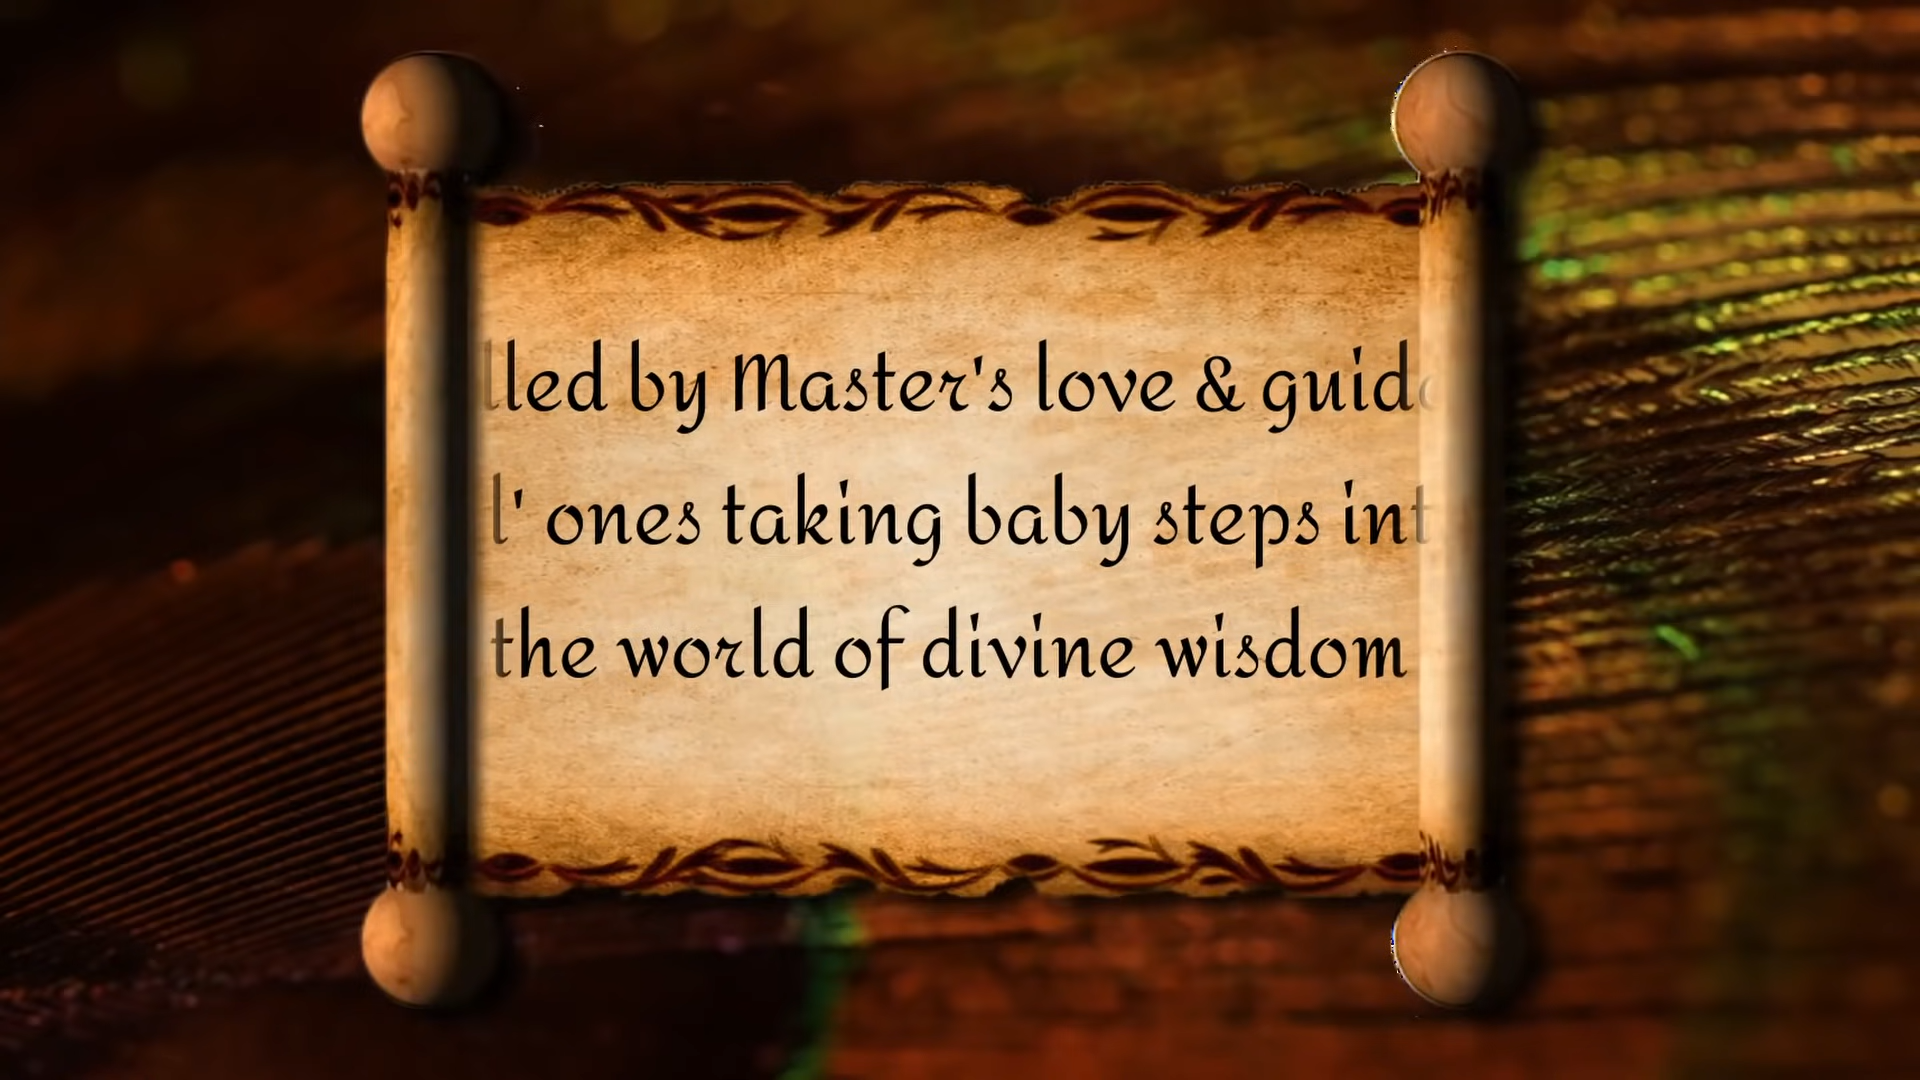 lled by Master's love & guid
l' ones taking baby steps int
the world of divine wisdom